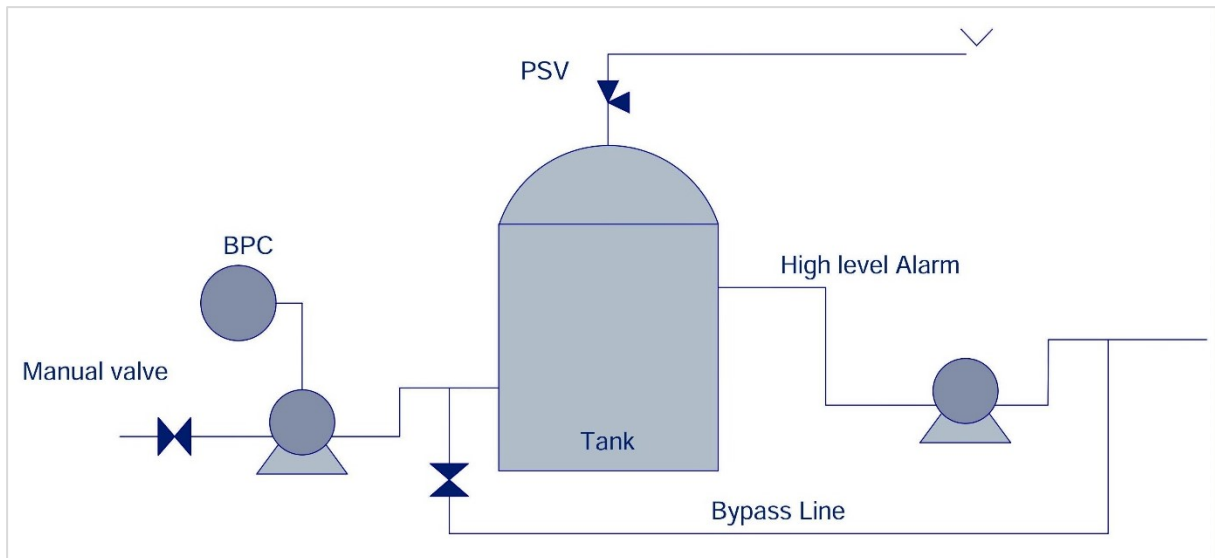 PSV
BPC
High level Alarm
Manual valve
Tank
Bypass Line